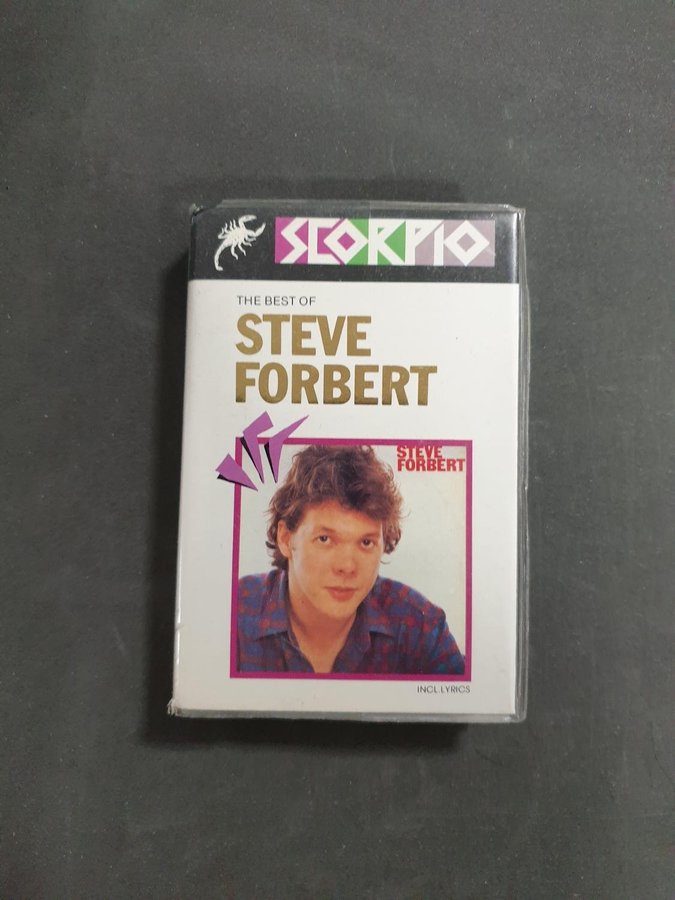 SCORPIO
THE BEST OF
STEVE
FORBERT
STEVE
FORBERT
INCL.LYRICS